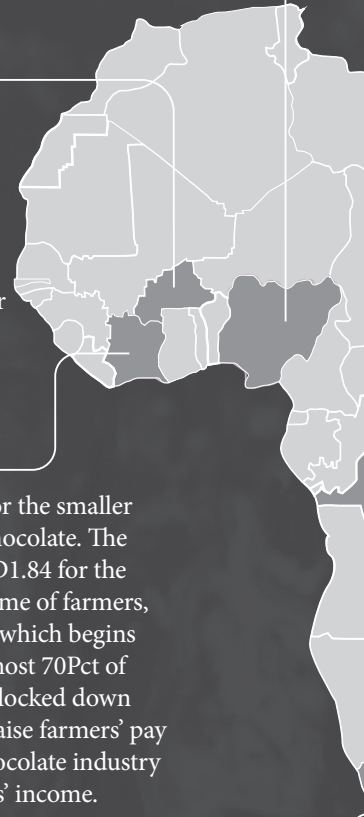 r
or the smaller
hocolate. The
D1.84 for the
me of farmers,
which begins
nost 70Pct of
locked down
aise farmers' pay
ocolate industry
s' income.